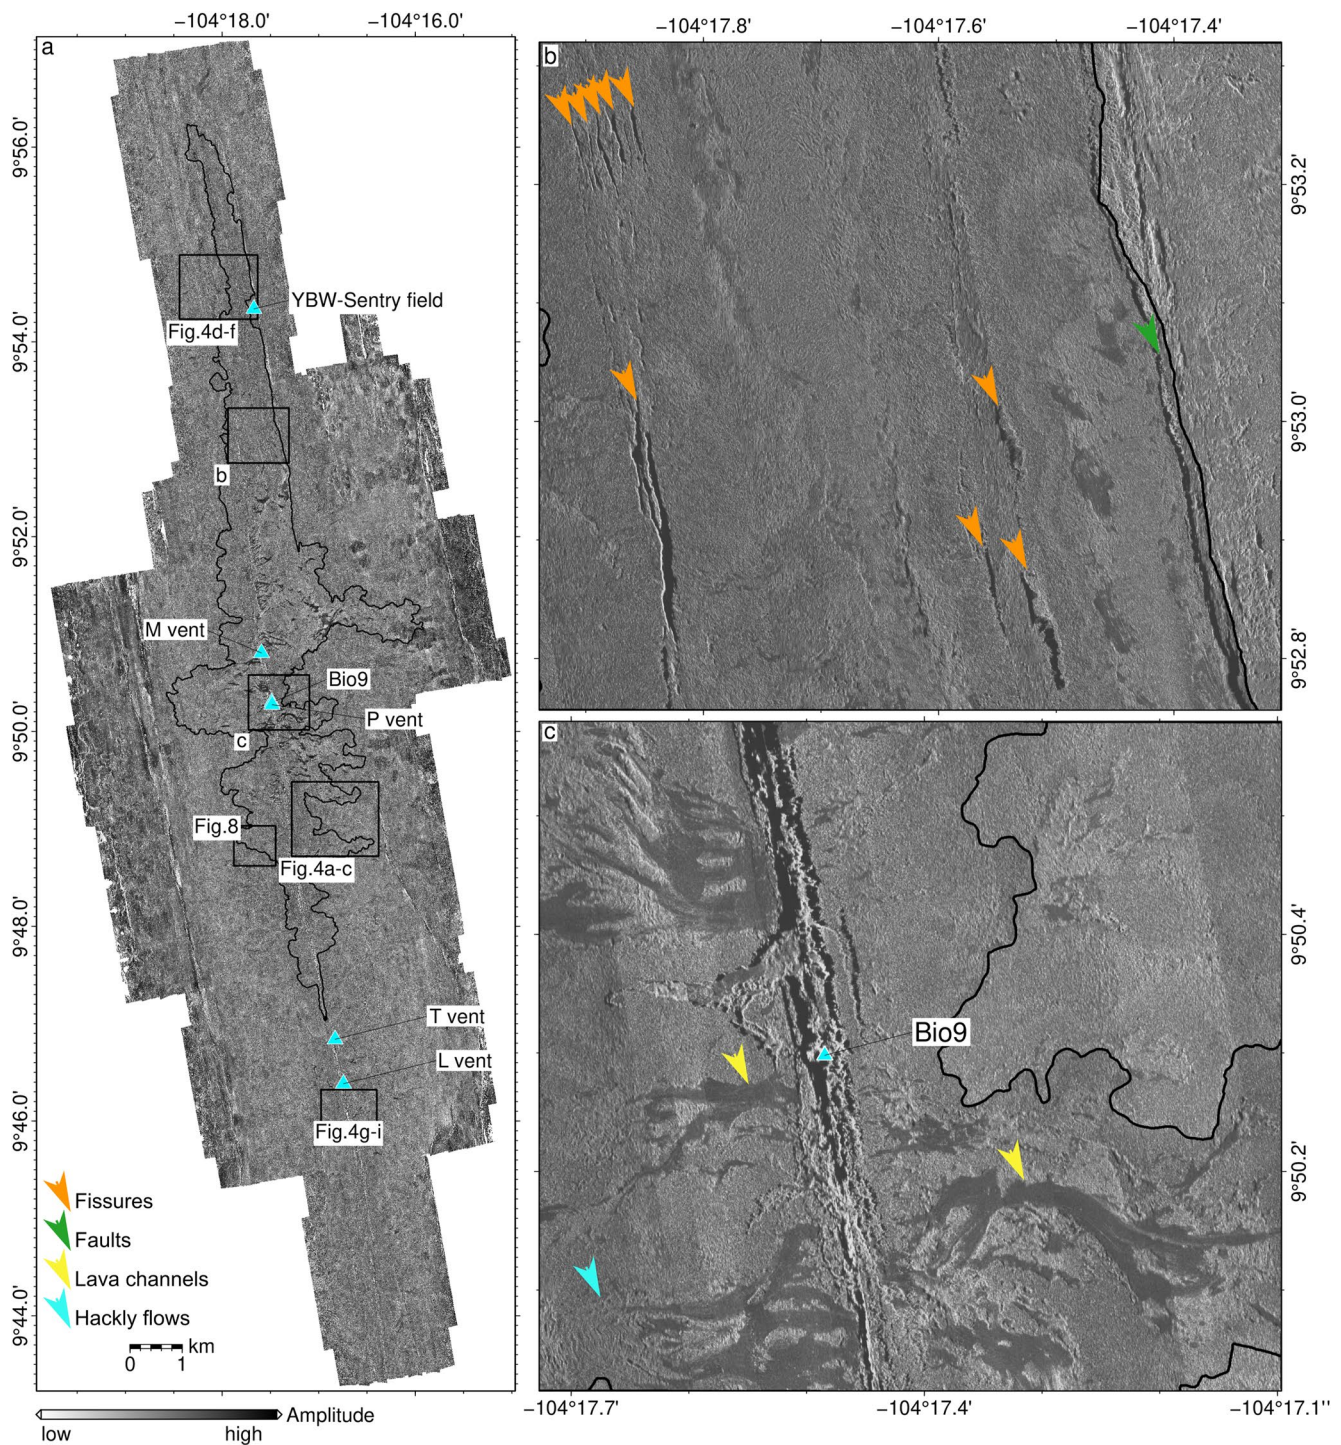 −104°18.0'
−104°16.0'
a
9°56.0'
9°54.0'
9°52.0'
9°50.0'
9°48.0'
9°46.0'
9°44.0'
YBW-Sentry field
Fig.4d-f
b
M vent
Bio9
P vent
c
Fig.8
Fig.4a-c
T vent
L vent
Fig.4g-i
Fissures
Faults
Lava channels
Hackly flows
km
0
1
Amplitude
low
high
−104°17.8'
−104°17.6'
−104°17.4'
b
9°53.2'
9°53.0'
9°52.8'
c
Bio9
9°50.4'
9°50.2'
−104°17.7'
−104°17.4'
−104°17.1''